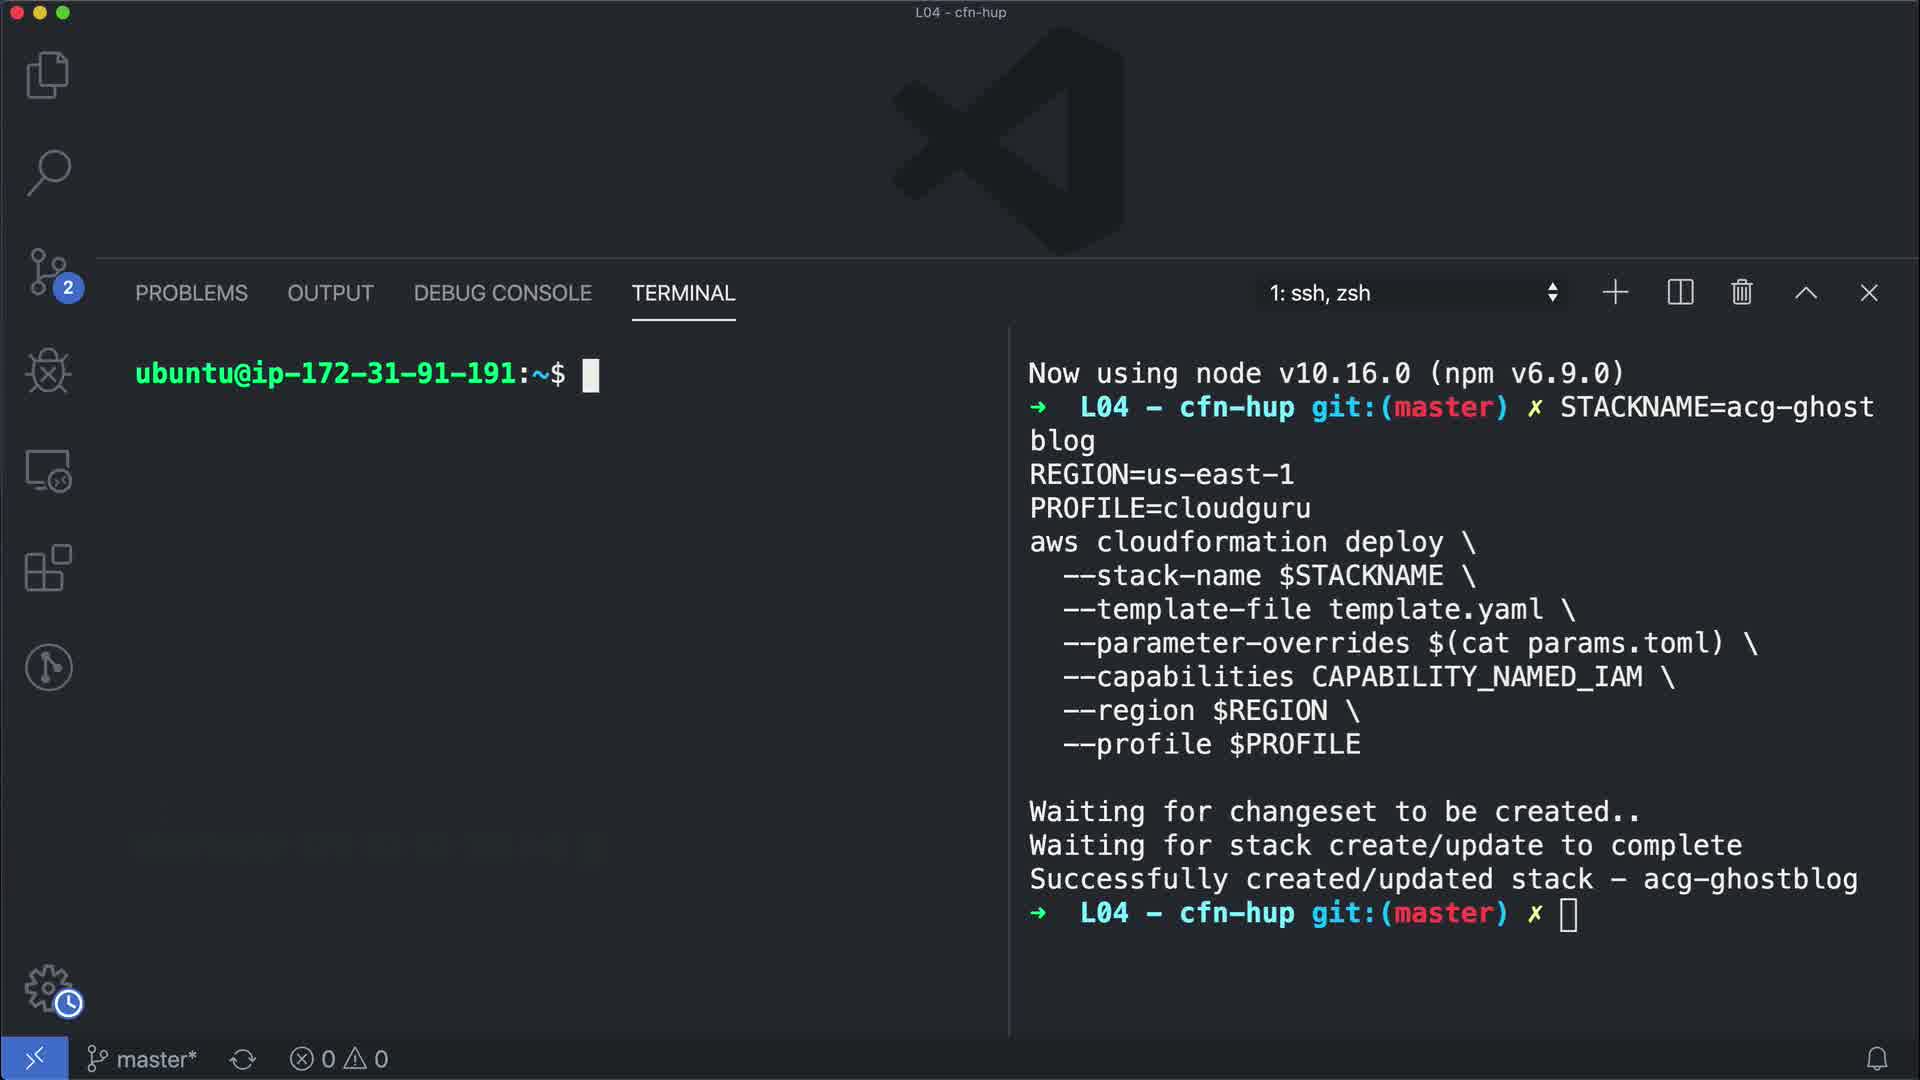 L04 - cfn-hup
2
PROBLEMS OUTPUT DEBUG CONSOLE TERMINAL 1: ssh, zsh
ubuntu@ip-172-31-91-191:~$
Now using node v10.16.0 (npm v6.9.0)
➜ L04 - cfn-hup git:(master) ✗ STACKNAME=acg-ghost
blog
REGION=us-east-1
PROFILE=cloudguru
aws cloudformation deploy \
--stack-name $STACKNAME \
--template-file template.yaml \
--parameter-overrides $(cat params.toml) \
--capabilities CAPABILITY_NAMED_IAM \
--region $REGION \
--profile $PROFILE
Waiting for changeset to be created..
Waiting for stack create/update to complete
Successfully created/updated stack - acg-ghostblog
➜ L04 - cfn-hup git:(master) ✗
master* 0 0